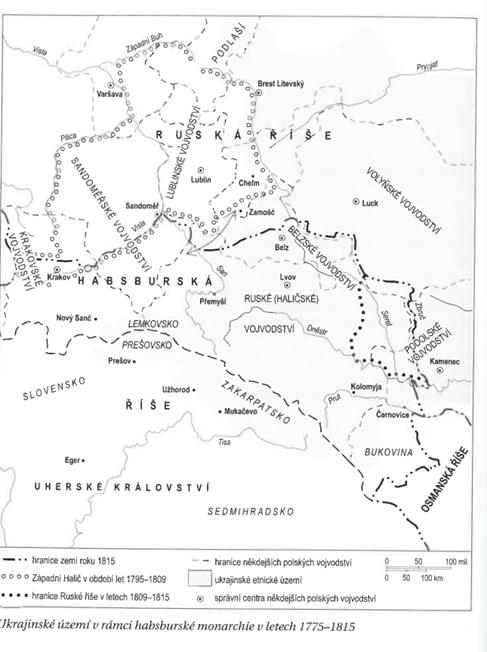 Visla
Západní Buh
PODLAŠÍ
Varšava
Brest Litevský
Prypjeť
Pilica
RUSKÁ ŘÍŠE
LUBLINSKÉ VOJVODSTVÍ
SANDOMĚŘSKÉ VOJVODSTVÍ
Lublin
Chelm
VOLYŇSKÉ VOJVODSTVÍ
Sandoměř
Zamość
Luck
Visla
KRAKOVSKÉ
VOJVODSTVÍ
BELZSKÉ VOJVODSTVÍ
Belz
Krakov
HABSBURSKÁ
San
Lvov
Přemyšl
RUSKÉ (HALIČSKÉ)
Zbruč
Seret
Nový Sanč
LEMKOVSKO
VOJVODSTVÍ
Dněstr
PODOLSKÉ
VOJVODSTVÍ
PREŠOVSKO
Prešov
Kamenec
SLOVENSKO
Užhorod
ZAKARPATSKO
Kolomyja
ŘÍŠE
Mukačevo
Prut
Černovice
Tisa
BUKOVINA
Eger
OSMANSKÁ ŘÍŠE
UHERSKÉ KRÁLOVSTVÍ
SEDMIHRADSKO
hranice zemí roku 1815
Západní Halič v období let 1795–1809
hranice Ruské říše v letech 1809–1815
hranice někdejších polských vojvodství
ukrajinské etnické území
správní centra někdejších polských vojvodství
0 50 100 mil
0 50 100 km
Ukrajinské území v rámci habsburské monarchie v letech 1775–1815